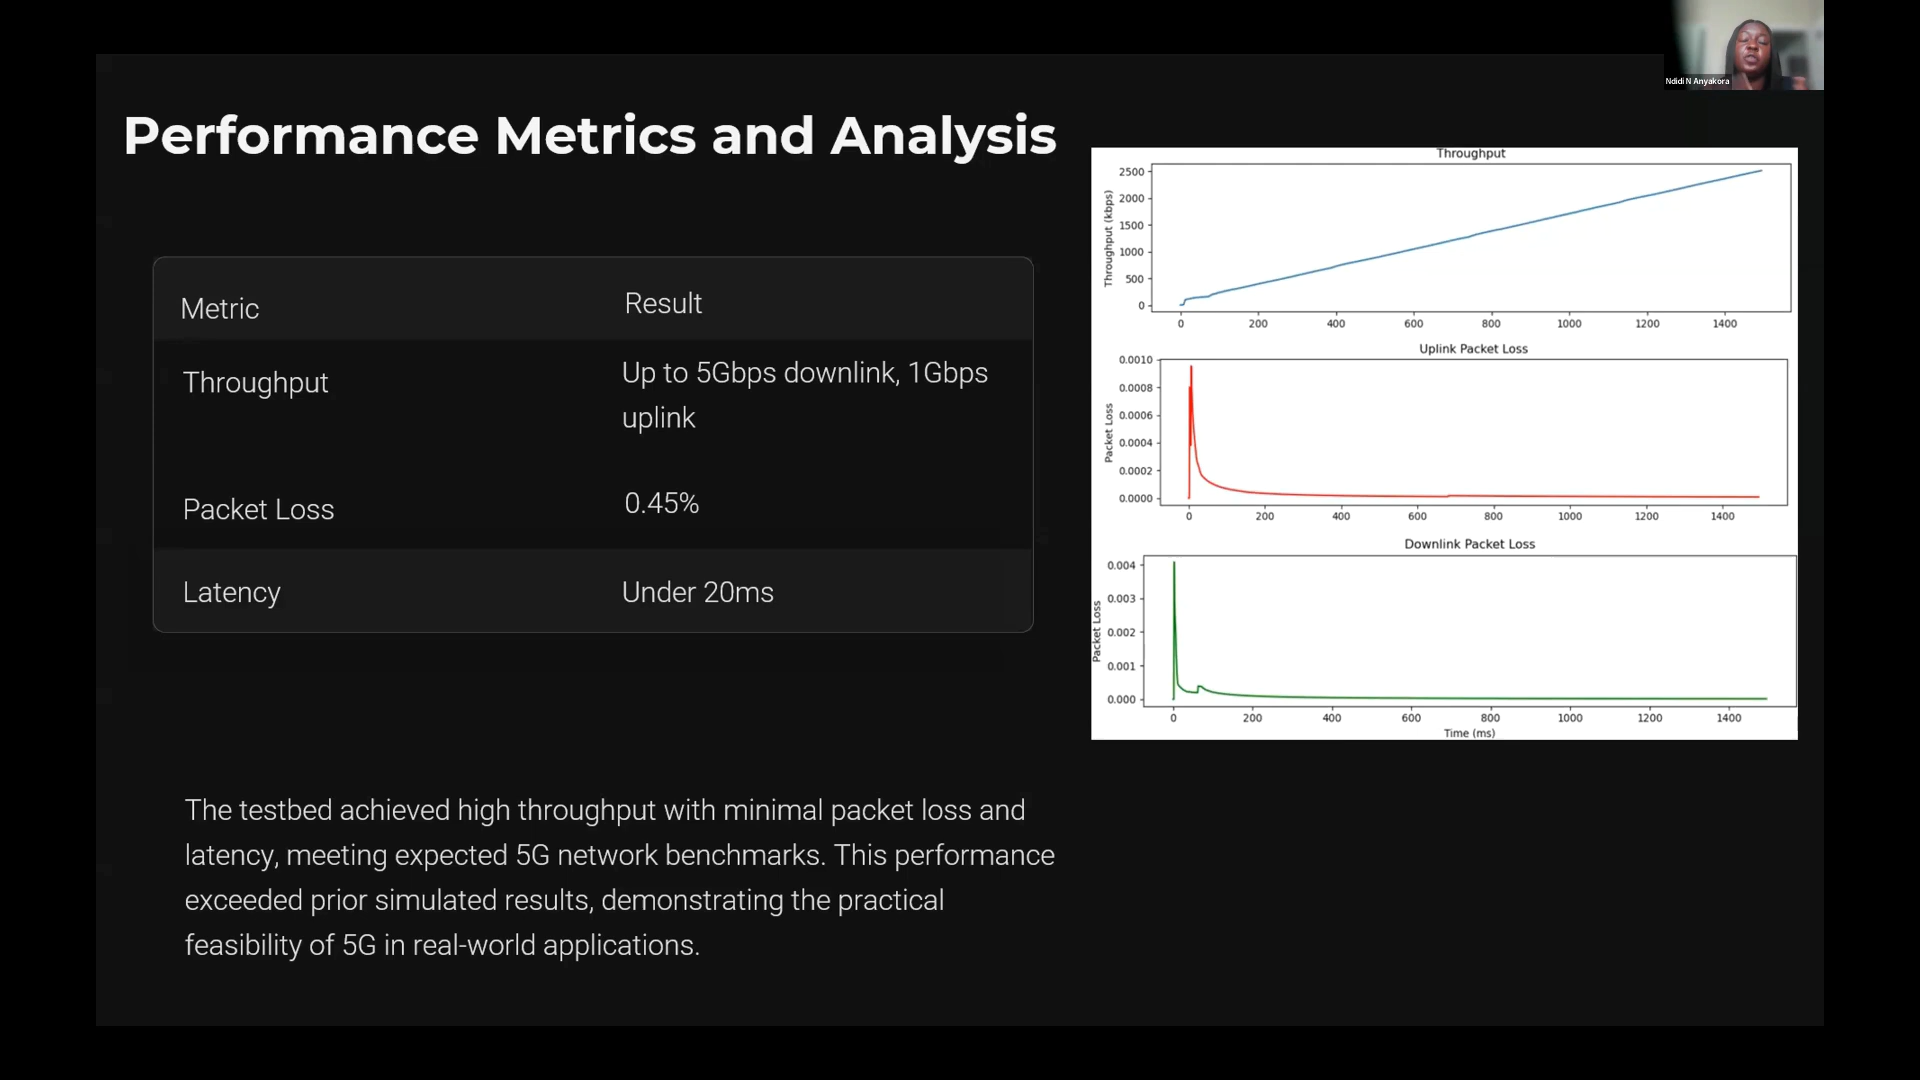 Ndidi N Anyakora
Performance Metrics and Analysis
Metric Result
Throughput Up to 5Gbps downlink, 1Gbps
uplink
Packet Loss 0.45%
Latency Under 20ms
The testbed achieved high throughput with minimal packet loss and
latency, meeting expected 5G network benchmarks. This performance
exceeded prior simulated results, demonstrating the practical
feasibility of 5G in real-world applications.
Throughput
Throughput (kbps)
2500
2000
1500
1000
500
0
0 200 400 600 800 1000 1200 1400
Uplink Packet Loss
Packet Loss
0.0010
0.0008
0.0006
0.0004
0.0002
0.0000
0 200 400 600 800 1000 1200 1400
Downlink Packet Loss
Packet Loss
0.004
0.003
0.002
0.001
0.000
0 200 400 600 800 1000 1200 1400
Time (ms)